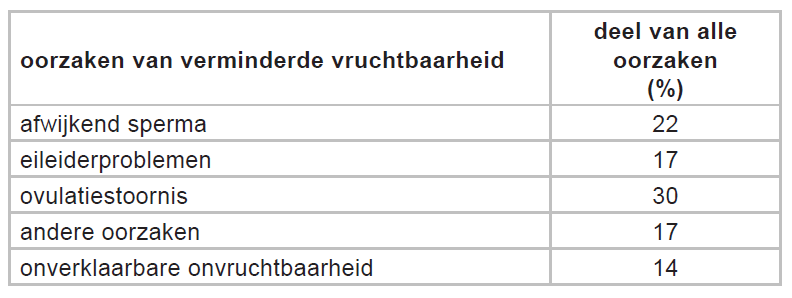 oorzaken van verminderde vruchtbaarheid
deel van alle
oorzaken
(%)
afwijkend sperma 22
eileiderproblemen 17
ovulatiestoornis 30
andere oorzaken 17
onverklaarbare onvruchtbaarheid 14